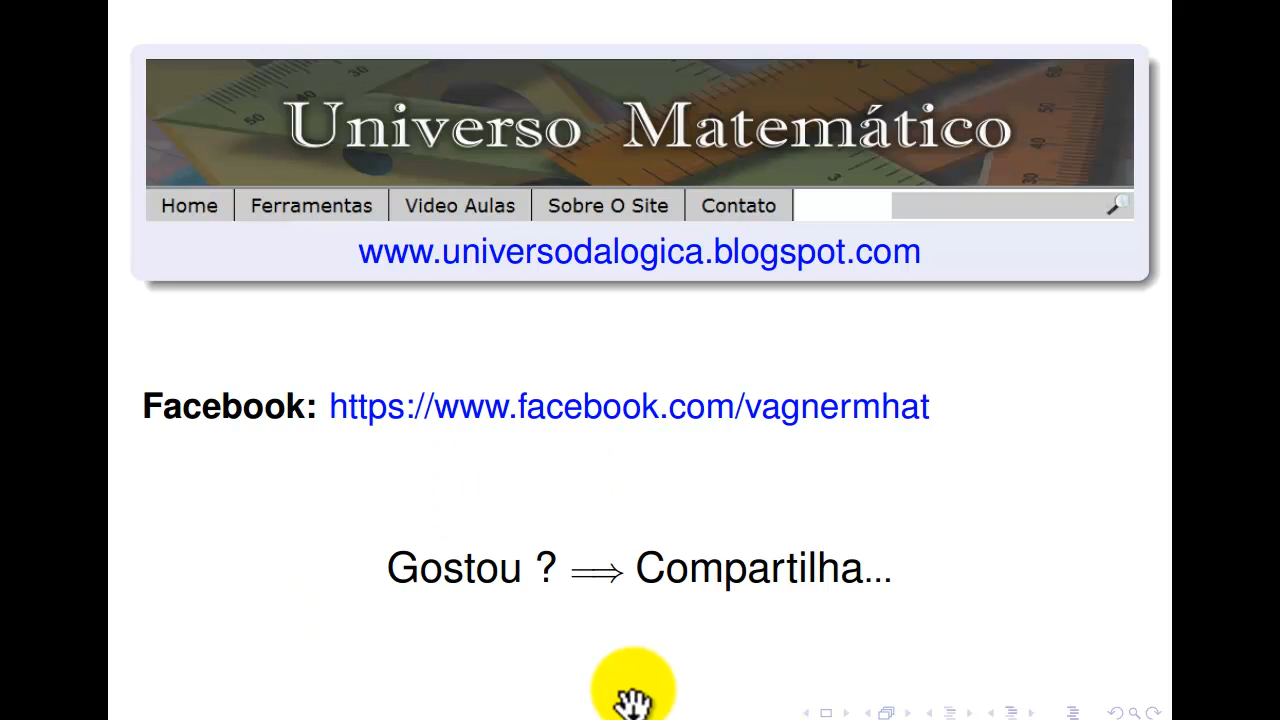 Universo Matemático
Home Ferramentas Video Aulas Sobre O Site Contato
www.universodalogica.blogspot.com
Facebook: https://www.facebook.com/vagnermhat
Gostou ? ⟹ Compartilha...